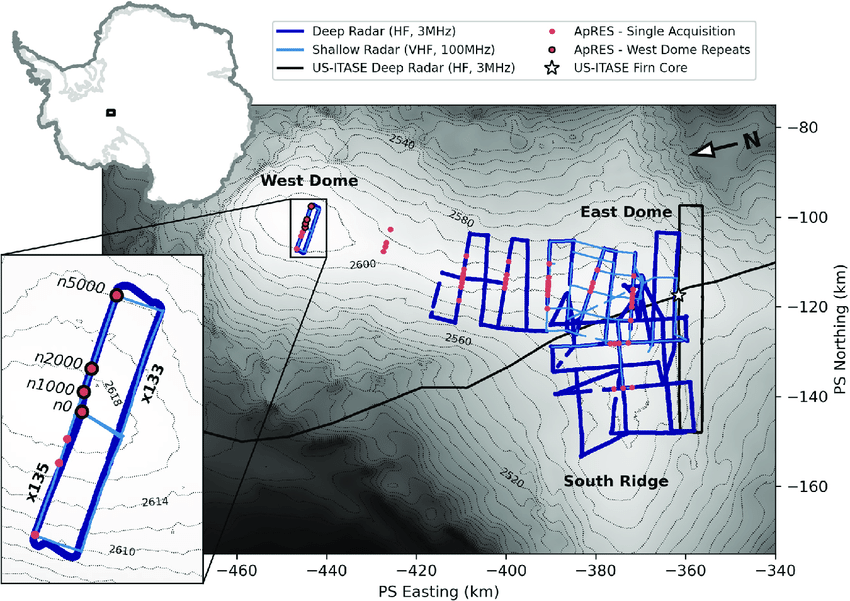 Deep Radar (HF, 3MHz)
Shallow Radar (VHF, 100MHz)
US-ITASE Deep Radar (HF, 3MHz)
ApRES - Single Acquisition
ApRES - West Dome Repeats
US-ITASE Firn Core
N
2540
West Dome
2580
East Dome
2600
2560
n5000
n2000
n1000
n0
2618
x133
x135
2614
2610
2520
South Ridge
−80
−100
−120
−140
−160
PS Northing (km)
−460
−440
−420
−400
−380
−360
−340
PS Easting (km)